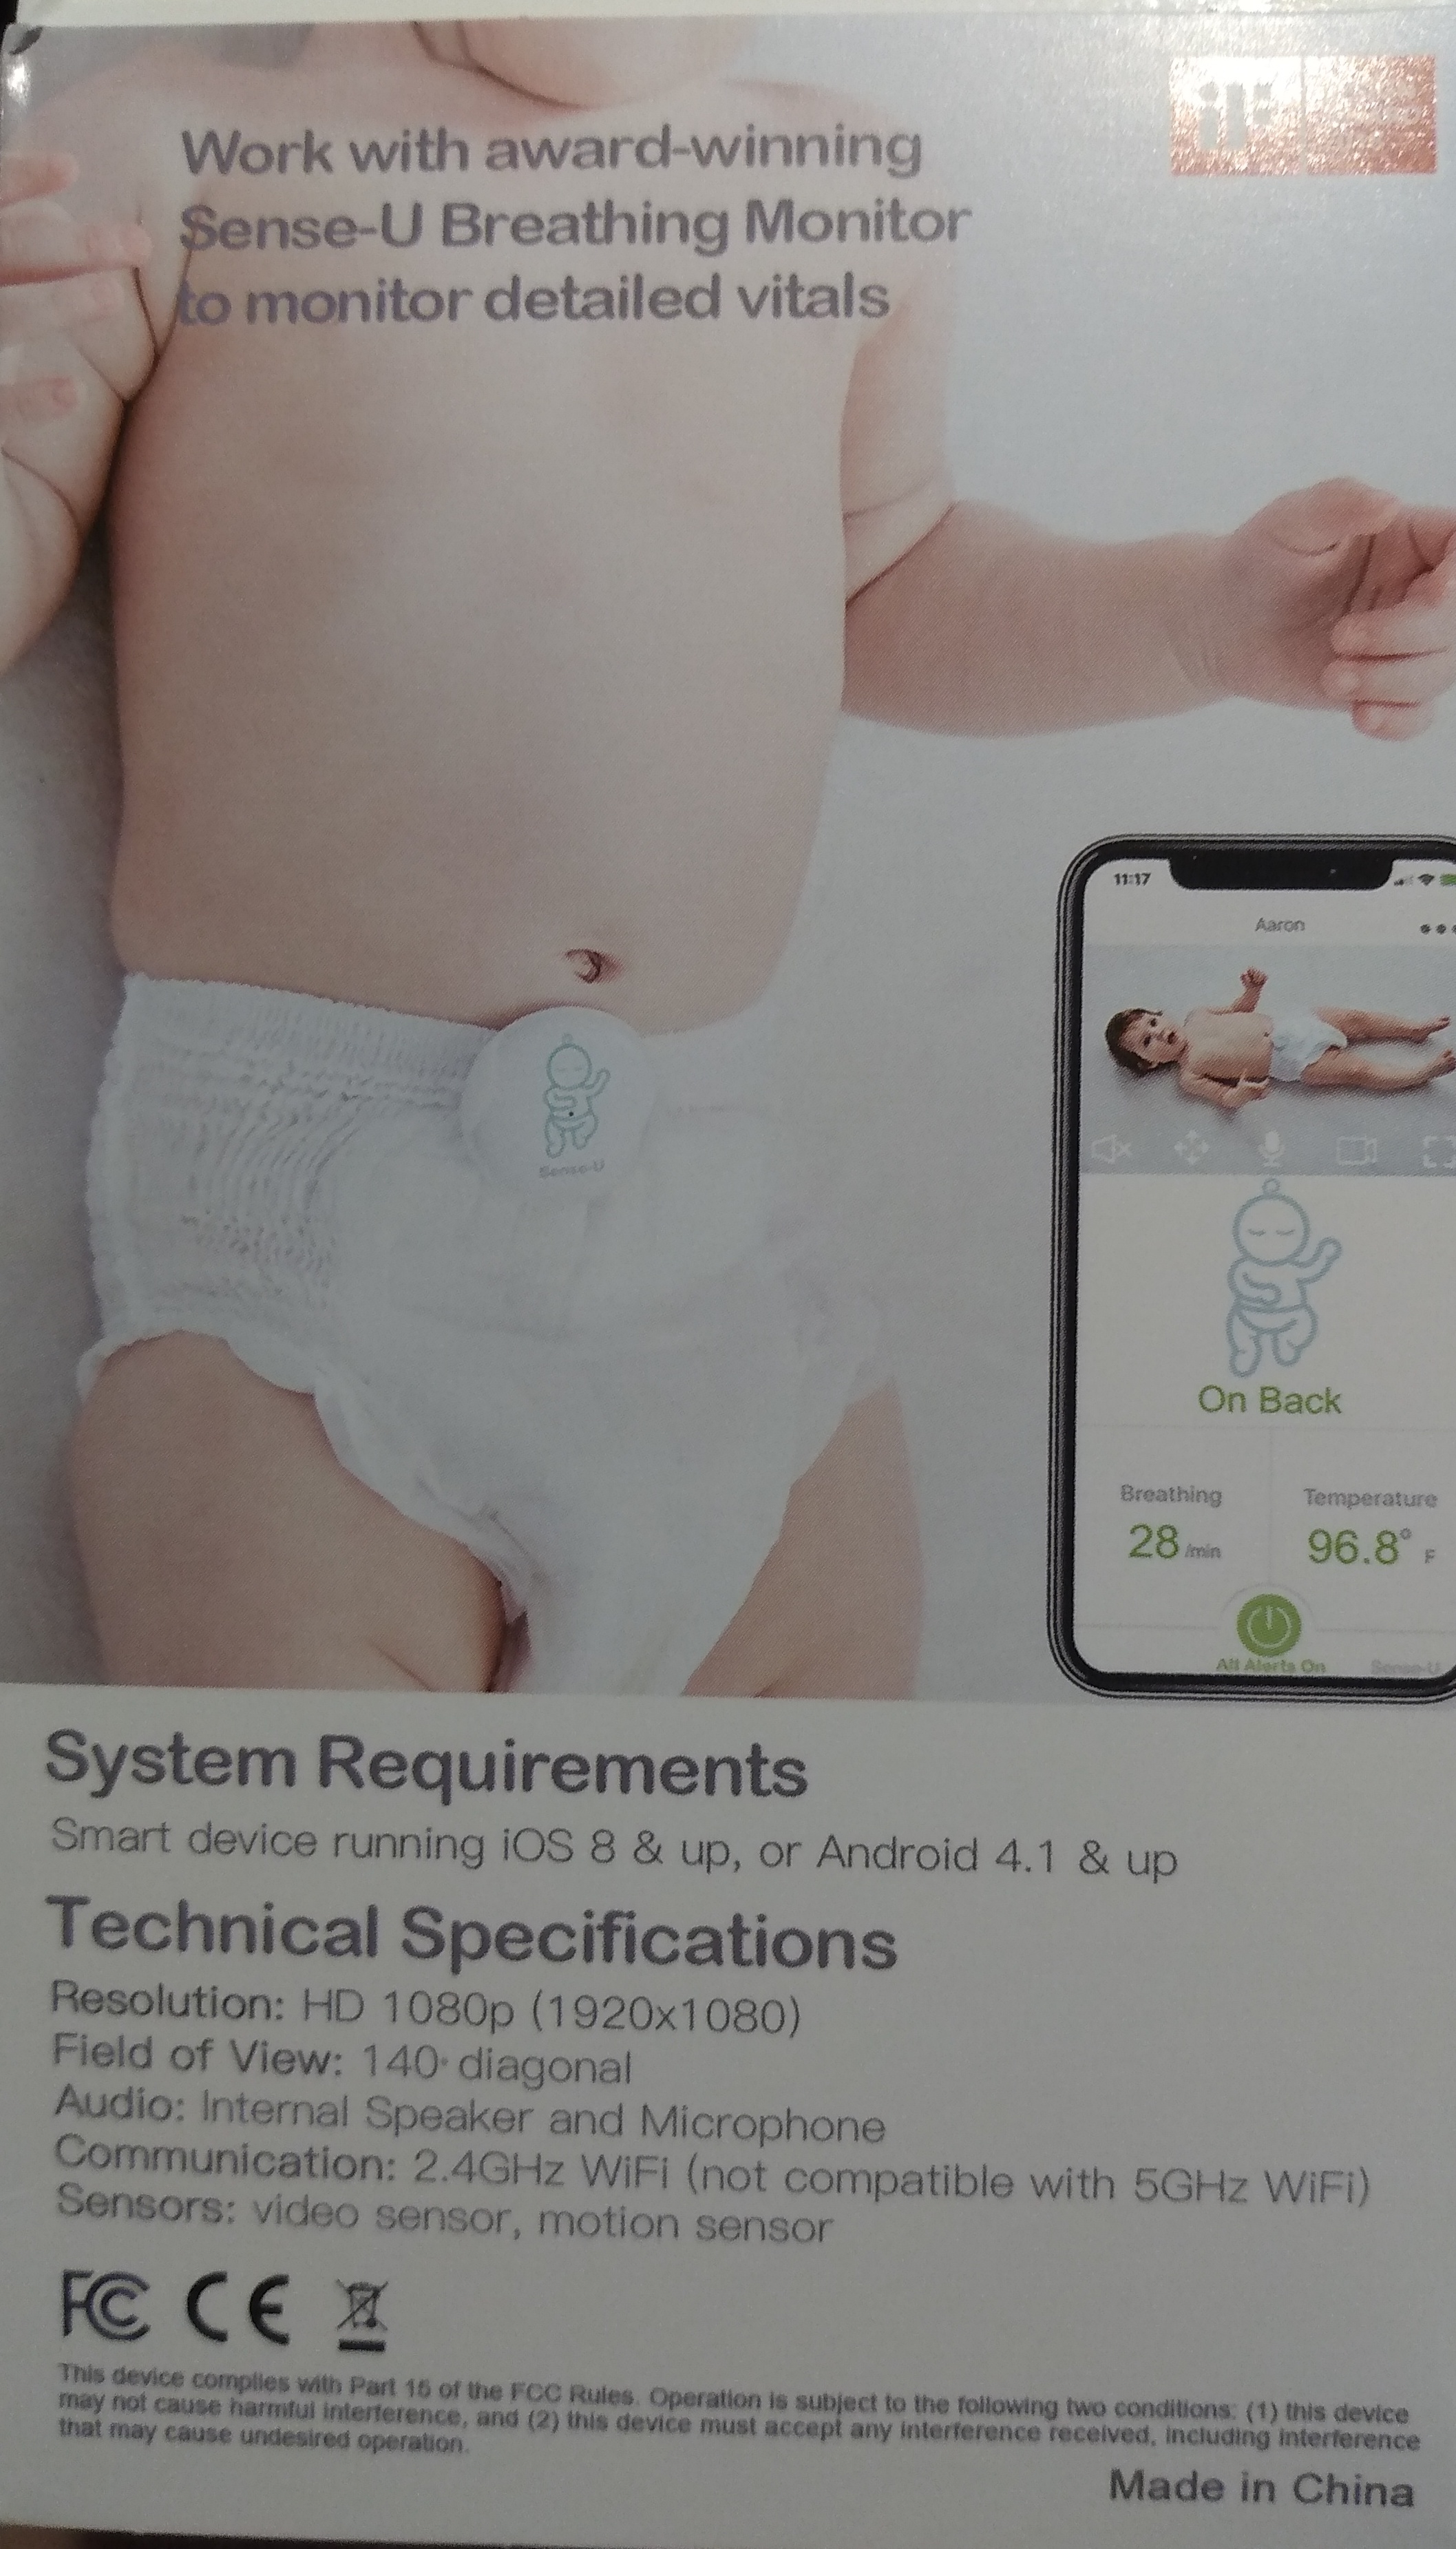 Work with award-winning
Sense-U Breathing Monitor
to monitor detailed vitals
11:17
Aaron
Sense-U
On Back
Breathing
Temperature
28 /min
96.8° F
All Alerts On
Sense-U
System Requirements
Smart device running iOS 8 & up, or Android 4.1 & up
Technical Specifications
Resolution: HD 1080p (1920x1080)
Field of View: 140° diagonal
Audio: Internal Speaker and Microphone
Communication: 2.4GHz WiFi (not compatible with 5GHz WiFi)
Sensors: video sensor, motion sensor
FC CE
This device complies with Part 15 of the FCC Rules. Operation is subject to the following two conditions: (1) this device
may not cause harmful interference, and (2) this device must accept any interference received, including interference
that may cause undesired operation.
Made in China